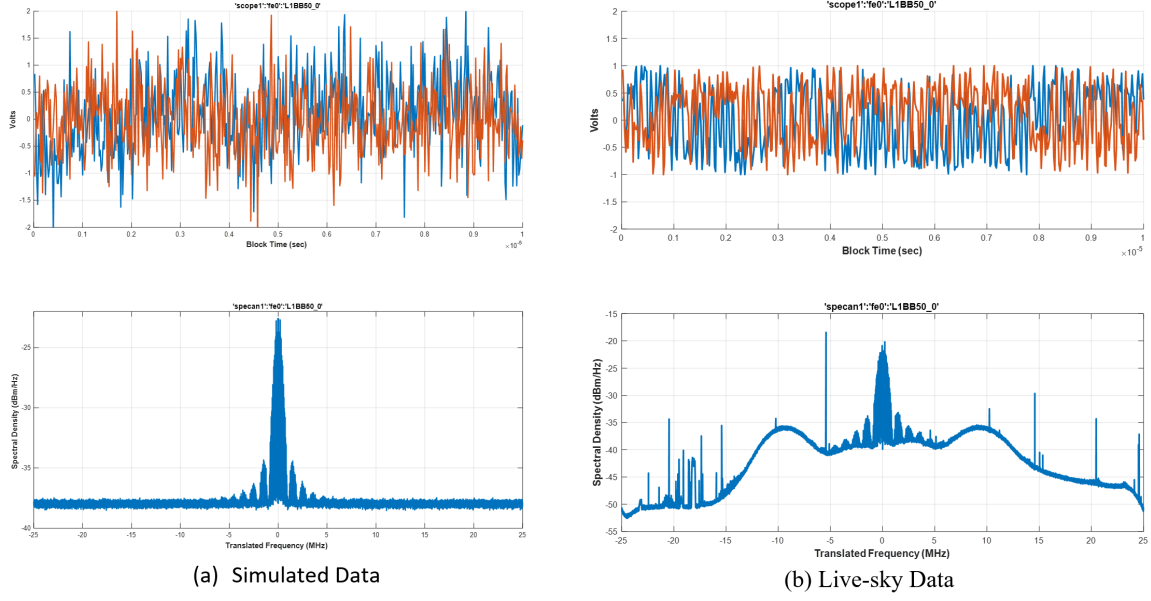 'scope1':'fe0':'L1BB50_0'
2
1.5
1
0.5
0
-0.5
-1
-1.5
-2
Volts
0 0.1 0.2 0.3 0.4 0.5 0.6 0.7 0.8 0.9 1
Block Time (sec)
×10⁻⁵
'scope1':'fe0':'L1BB50_0'
2
1.5
1
0.5
0
-0.5
-1
-1.5
-2
Volts
0 0.1 0.2 0.3 0.4 0.5 0.6 0.7 0.8 0.9 1
Block Time (sec)
×10⁻⁵
'specan1':'fe0':'L1BB50_0'
-25
-30
-35
-40
Spectral Density (dBm/Hz)
-25 -20 -15 -10 -5 0 5 10 15 20 25
Translated Frequency (MHz)
(a) Simulated Data
'specan1':'fe0':'L1BB50_0'
-15
-20
-25
-30
-35
-40
-45
-50
-55
Spectral Density (dBm/Hz)
-25 -20 -15 -10 -5 0 5 10 15 20 25
Translated Frequency (MHz)
(b) Live-sky Data